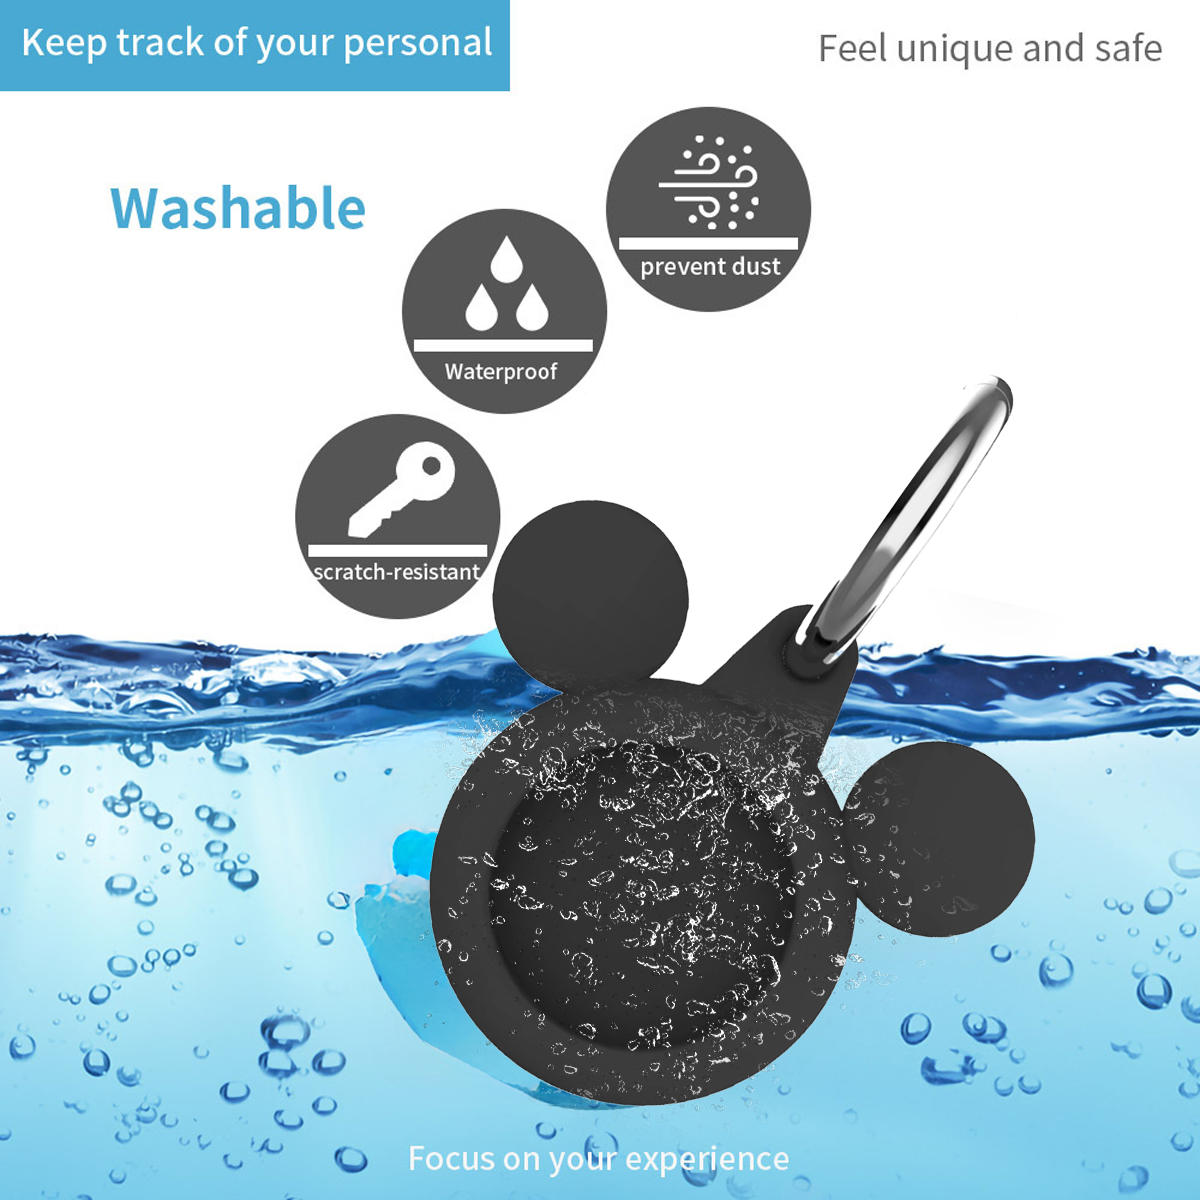 Keep track of your personal
Feel unique and safe
Washable
prevent dust
Waterproof
scratch-resistant
Focus on your experience